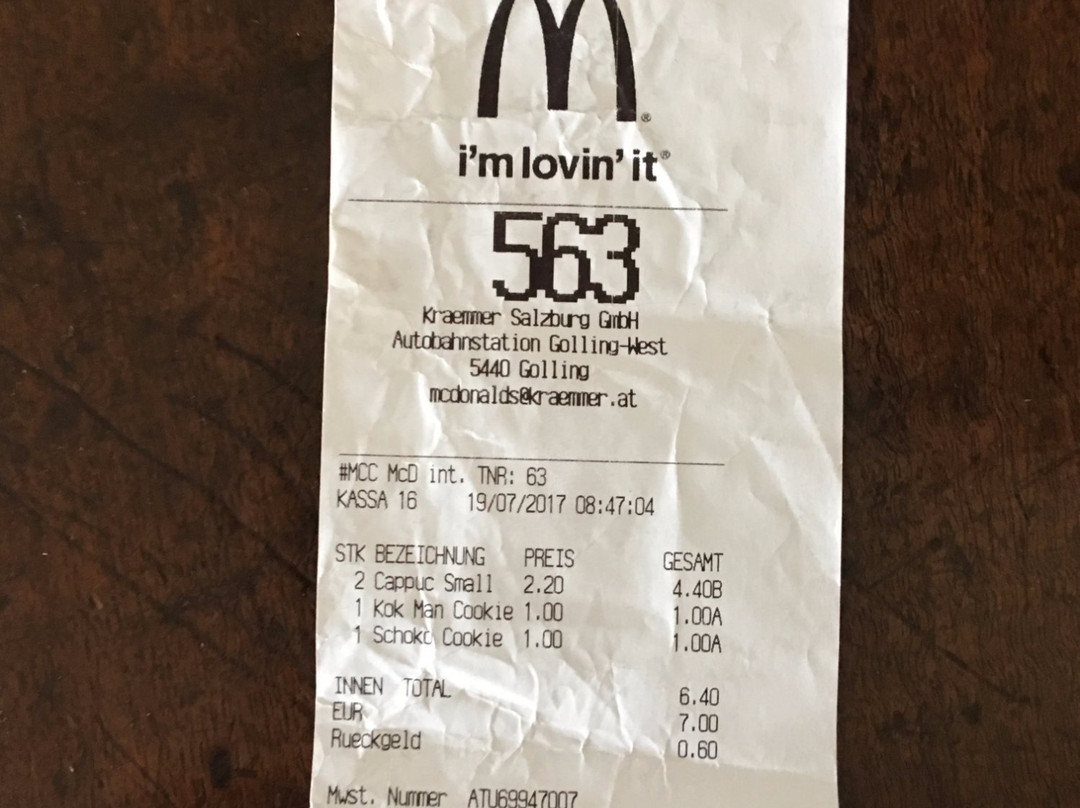 i'm lovin' it®
563
Kraemmer Salzburg GmbH
Autobahnstation Golling-West
5440 Golling
mcdonalds@kraemmer.at
#MCC McD int. TNR: 63
KASSA 16 19/07/2017 08:47:04
STK BEZEICHNUNG PREIS GESAMT
2 Cappuc Small 2.20 4.40B
1 Kok Man Cookie 1.00 1.00A
1 Schoko Cookie 1.00 1.00A
INNEN TOTAL 6.40
EUR 7.00
Rueckgeld 0.60
Mwst. Nummer ATU69947007